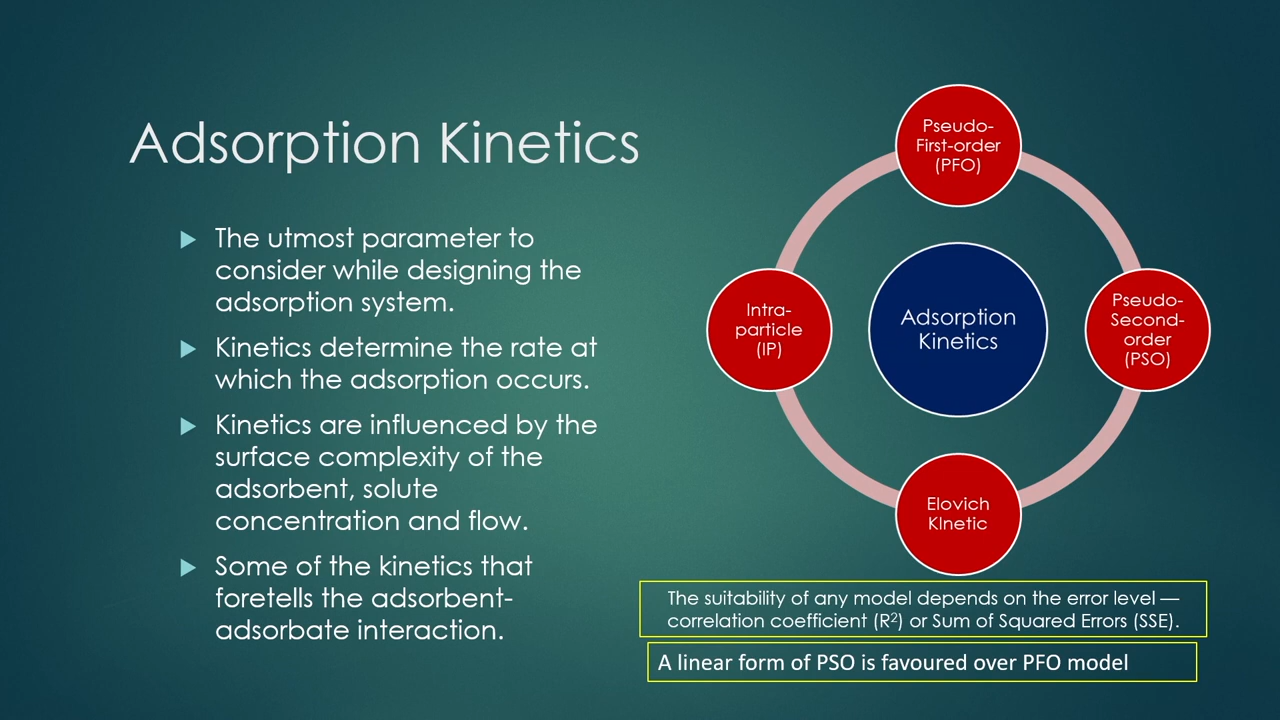 Adsorption Kinetics
The utmost parameter to
consider while designing the
adsorption system.
Kinetics determine the rate at
which the adsorption occurs.
Kinetics are influenced by the
surface complexity of the
adsorbent, solute
concentration and flow.
Some of the kinetics that
foretells the adsorbent-
adsorbate interaction.
Pseudo-
First-order
(PFO)
Pseudo-
Second-
order
(PSO)
Elovich
KInetic
Intra-
particle
(IP)
Adsorption
Kinetics
The suitability of any model depends on the error level —
correlation coefficient (R²) or Sum of Squared Errors (SSE).
A linear form of PSO is favoured over PFO model